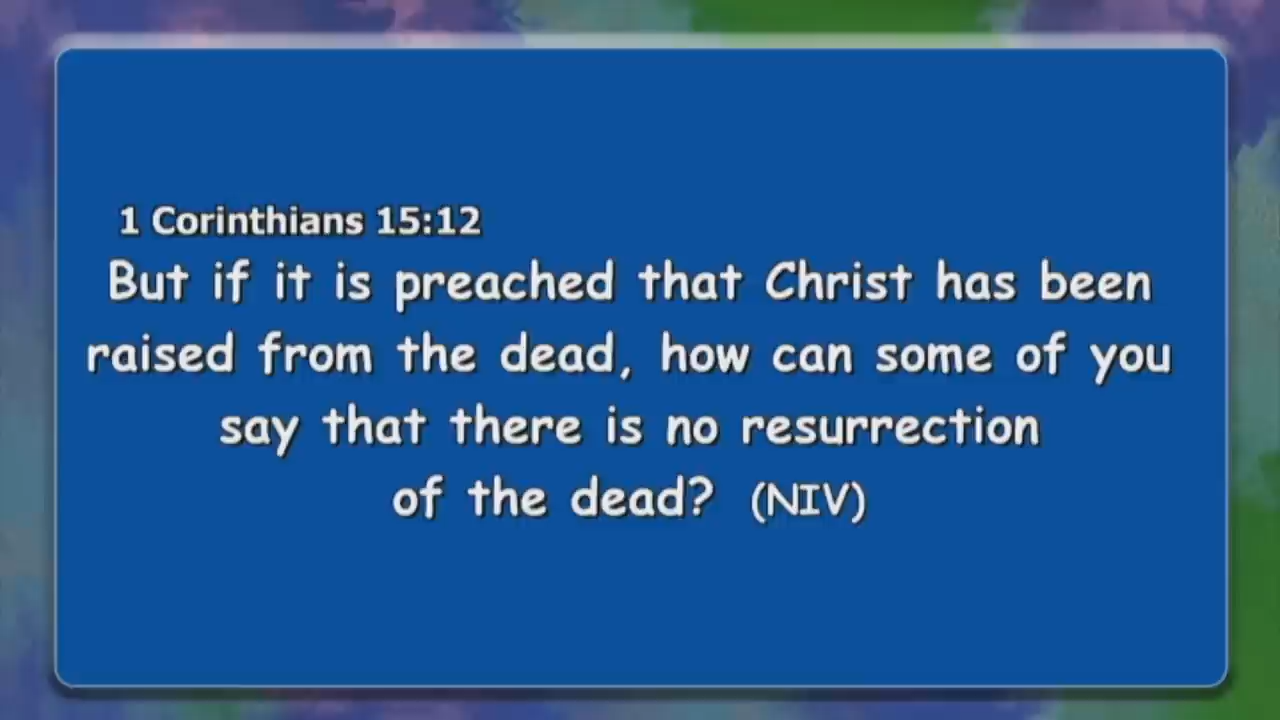 1 Corinthians 15:12
But if it is preached that Christ has been
raised from the dead, how can some of you
say that there is no resurrection
of the dead? (NIV)